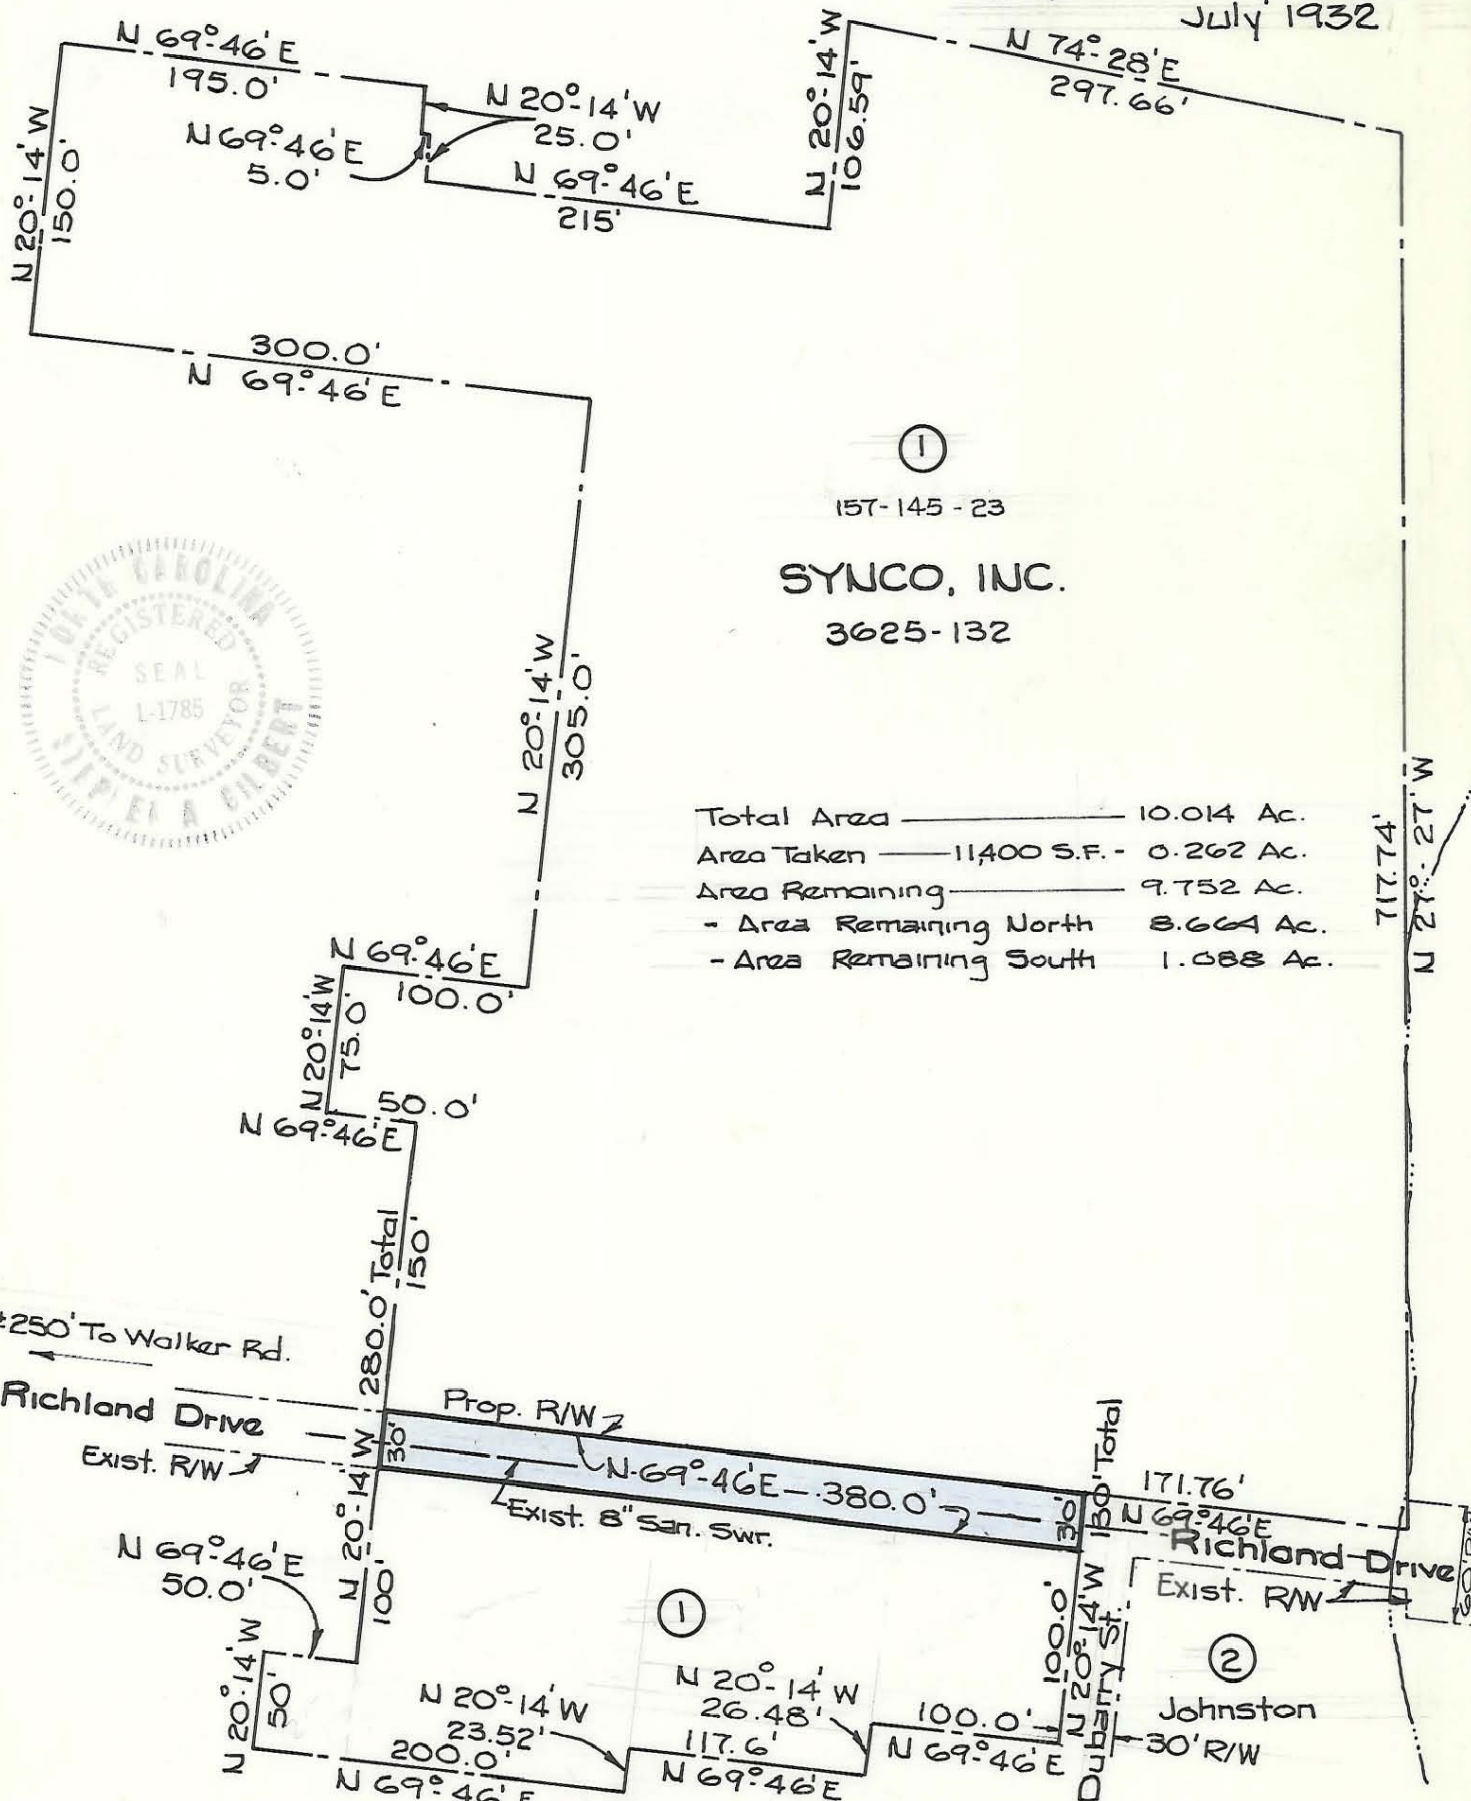 July 1932
N 69°-46'E
195.0'
N 20°-14'W
25.0'
N 69°-46'E
5.0'
N 69°-46'E
215'
N 20°-14'W
106.59'
N 74°-28'E
297.66'
N 20°-14'W
150.0'
300.0'
N 69°-46'E
1
157-145-23
SYNCO, INC.
3625-132
NORTH CAROLINA
REGISTERED
SEAL
L-1785
LAND SURVEYOR
A GILBERT
N 20°-14'W
305.0'
Total Area 10.014 Ac.
Area Taken 11,400 S.F. - 0.262 Ac.
Area Remaining 9.752 Ac.
- Area Remaining North 8.664 Ac.
- Area Remaining South 1.088 Ac.
717.74'
N 27°-27'W
N 69°-46'E
100.0'
N 20°-14'W
75.0'
50.0'
N 69°-46'E
280.0' Total
150'
±250' To Walker Rd.
Richland Drive
Exist. R/W
Prop. R/W
30'
N 69°-46'E - 380.0'
Exist. 8" San. Swr.
30'
130' Total
171.76'
N 69°-46'E
Richland Drive
Exist. R/W
N 20°-14'W
100'
N 69°-46'E
50.0'
N 20°-14'W
50'
1
N 20°-14'W
23.52'
200.0'
N 69°-46'E
N 20°-14'W
26.48'
117.6'
N 69°-46'E
100.0'
N 69°-46'E
100.0'
N 20°-14'W
Dubarry St.
30' R/W
2
Johnston